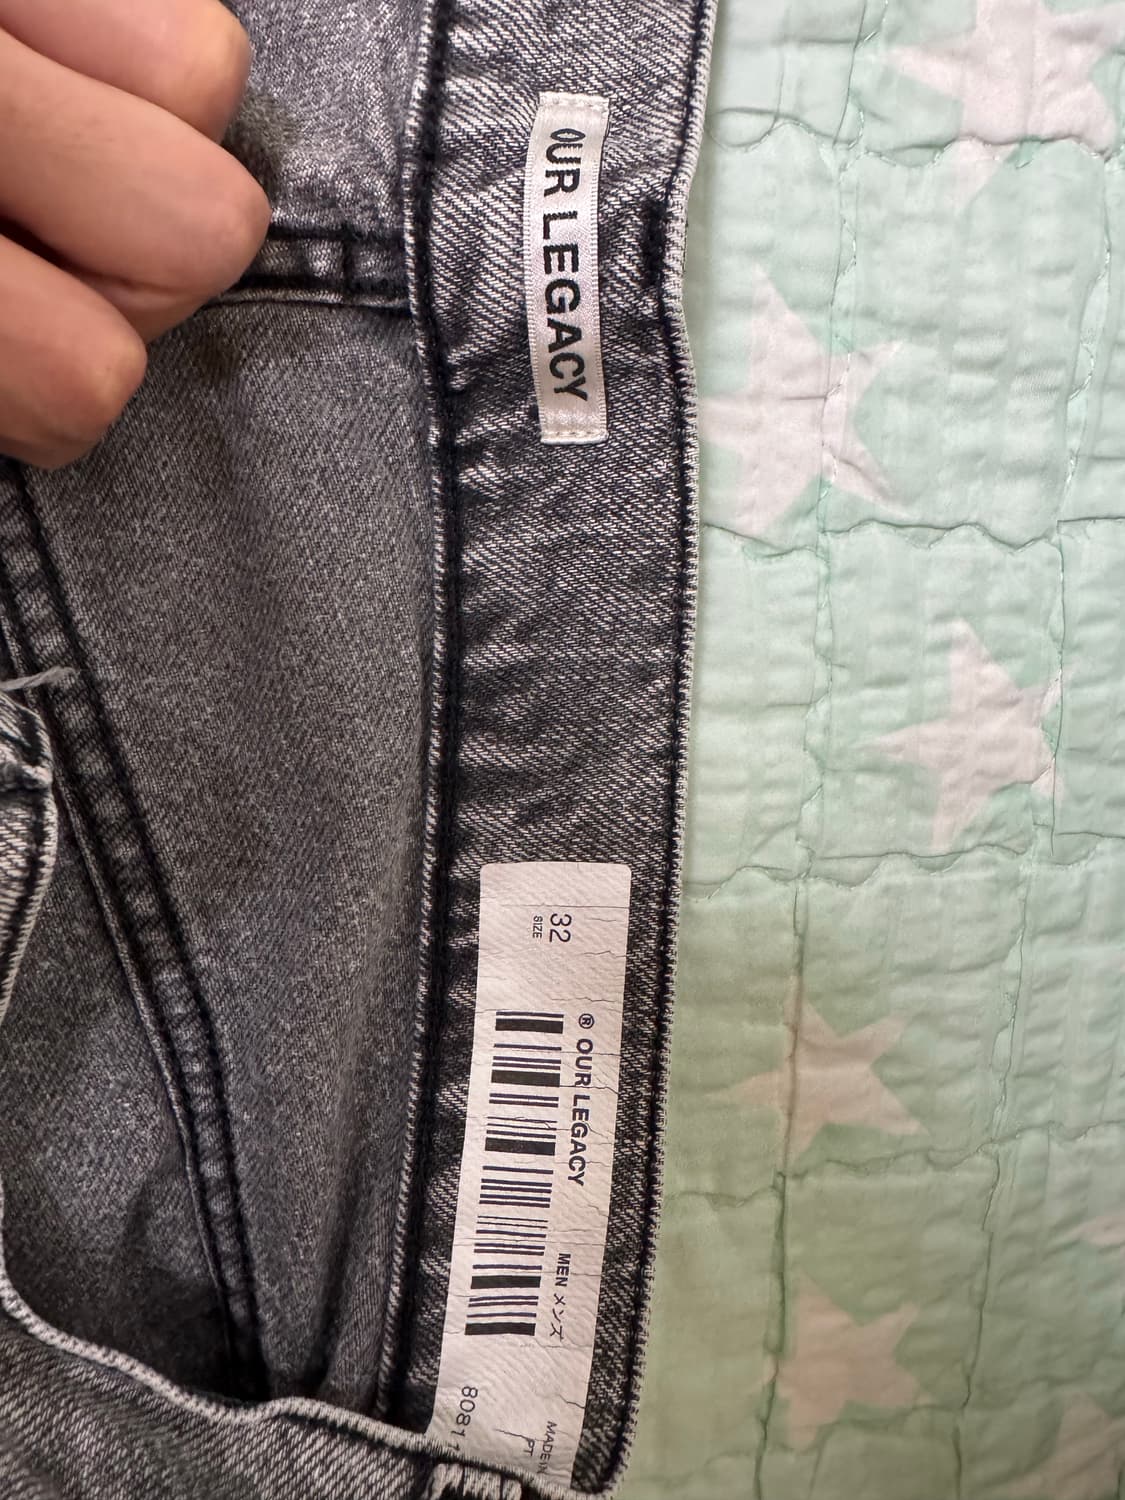 OUR LEGACY
32
SIZE
® OUR LEGACY
MEN メンズ
MADE IN
PT
8081